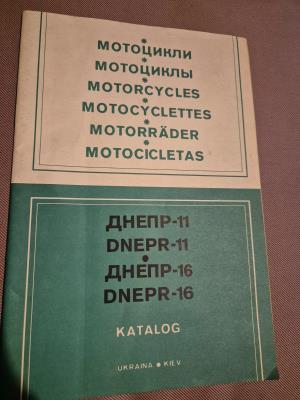 МОТОЦИКЛИ
МОТОЦИКЛЫ
MOTORCYCLES
MOTOCYCLETTES
MOTORRÄDER
MOTOCICLETAS
ДНЕПР-11
DNEPR-11
ДНЕПР-16
DNEPR-16
KATALOG
UKRAINA • KIEV